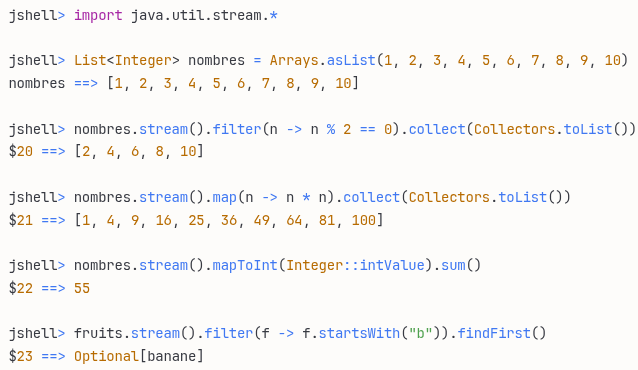 jshell> import java.util.stream.*
jshell> List<Integer> nombres = Arrays.asList(1, 2, 3, 4, 5, 6, 7, 8, 9, 10)
nombres ==> [1, 2, 3, 4, 5, 6, 7, 8, 9, 10]
jshell> nombres.stream().filter(n -> n % 2 == 0).collect(Collectors.toList())
$20 ==> [2, 4, 6, 8, 10]
jshell> nombres.stream().map(n -> n * n).collect(Collectors.toList())
$21 ==> [1, 4, 9, 16, 25, 36, 49, 64, 81, 100]
jshell> nombres.stream().mapToInt(Integer::intValue).sum()
$22 ==> 55
jshell> fruits.stream().filter(f -> f.startsWith("b")).findFirst()
$23 ==> Optional[banane]